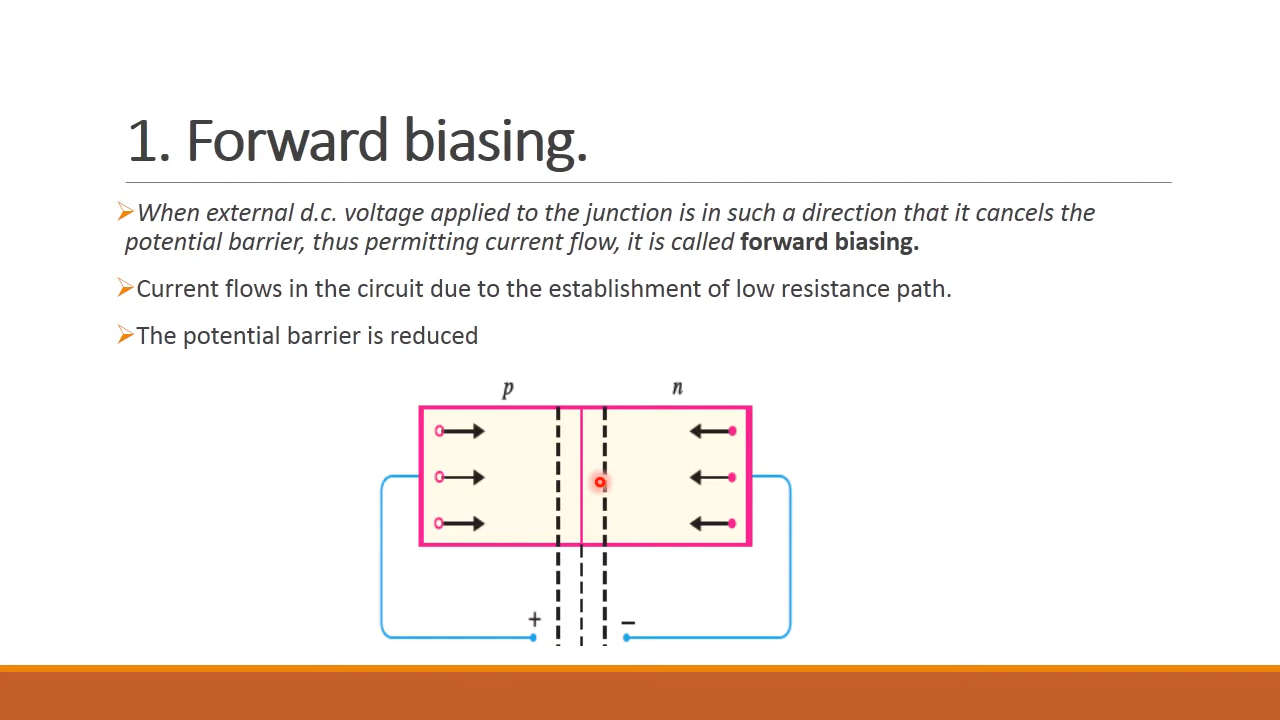 1. Forward biasing.
When external d.c. voltage applied to the junction is in such a direction that it cancels the
potential barrier, thus permitting current flow, it is called forward biasing.
Current flows in the circuit due to the establishment of low resistance path.
The potential barrier is reduced
p n
+ −